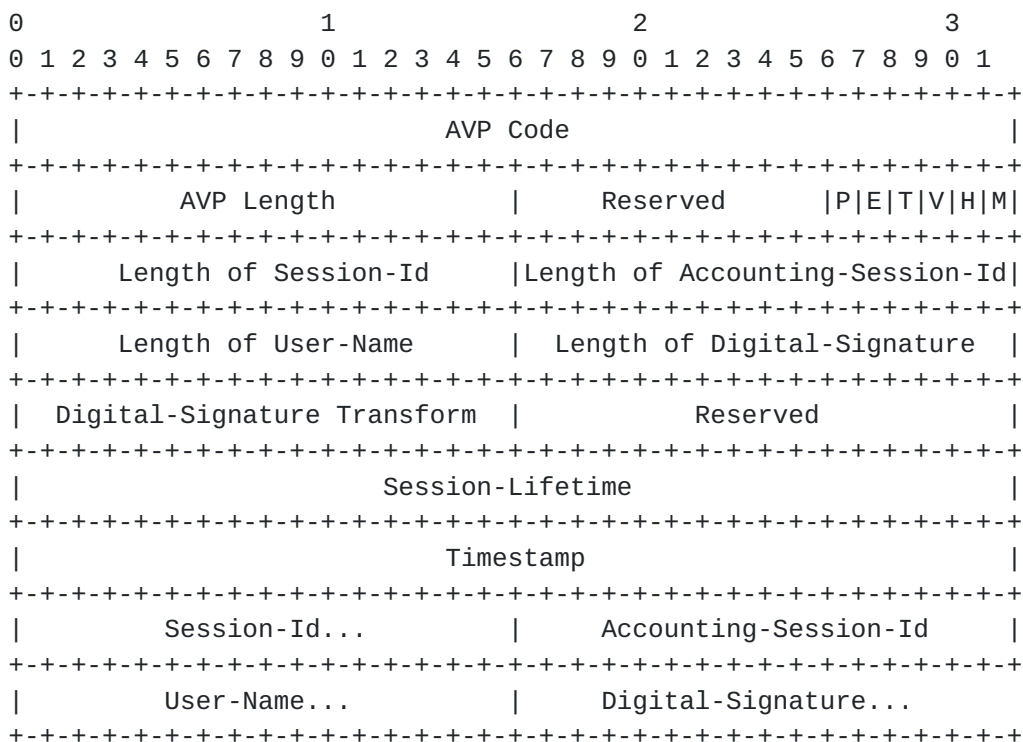 0                   1                   2                   3
0 1 2 3 4 5 6 7 8 9 0 1 2 3 4 5 6 7 8 9 0 1 2 3 4 5 6 7 8 9 0 1
+-+-+-+-+-+-+-+-+-+-+-+-+-+-+-+-+-+-+-+-+-+-+-+-+-+-+-+-+-+-+-+-+
|                           AVP Code                            |
+-+-+-+-+-+-+-+-+-+-+-+-+-+-+-+-+-+-+-+-+-+-+-+-+-+-+-+-+-+-+-+-+
|          AVP Length           |     Reserved      |P|E|T|V|H|M|
+-+-+-+-+-+-+-+-+-+-+-+-+-+-+-+-+-+-+-+-+-+-+-+-+-+-+-+-+-+-+-+-+
|      Length of Session-Id     |Length of Accounting-Session-Id|
+-+-+-+-+-+-+-+-+-+-+-+-+-+-+-+-+-+-+-+-+-+-+-+-+-+-+-+-+-+-+-+-+
|      Length of User-Name      |  Length of Digital-Signature  |
+-+-+-+-+-+-+-+-+-+-+-+-+-+-+-+-+-+-+-+-+-+-+-+-+-+-+-+-+-+-+-+-+
|  Digital-Signature Transform  |           Reserved            |
+-+-+-+-+-+-+-+-+-+-+-+-+-+-+-+-+-+-+-+-+-+-+-+-+-+-+-+-+-+-+-+-+
|                       Session-Lifetime                        |
+-+-+-+-+-+-+-+-+-+-+-+-+-+-+-+-+-+-+-+-+-+-+-+-+-+-+-+-+-+-+-+-+
|                           Timestamp                           |
+-+-+-+-+-+-+-+-+-+-+-+-+-+-+-+-+-+-+-+-+-+-+-+-+-+-+-+-+-+-+-+-+
|         Session-Id...         |     Accounting-Session-Id     |
+-+-+-+-+-+-+-+-+-+-+-+-+-+-+-+-+-+-+-+-+-+-+-+-+-+-+-+-+-+-+-+-+
|         User-Name...          |     Digital-Signature...
+-+-+-+-+-+-+-+-+-+-+-+-+-+-+-+-+-+-+-+-+-+-+-+-+-+-+-+-+-+-+-+-+